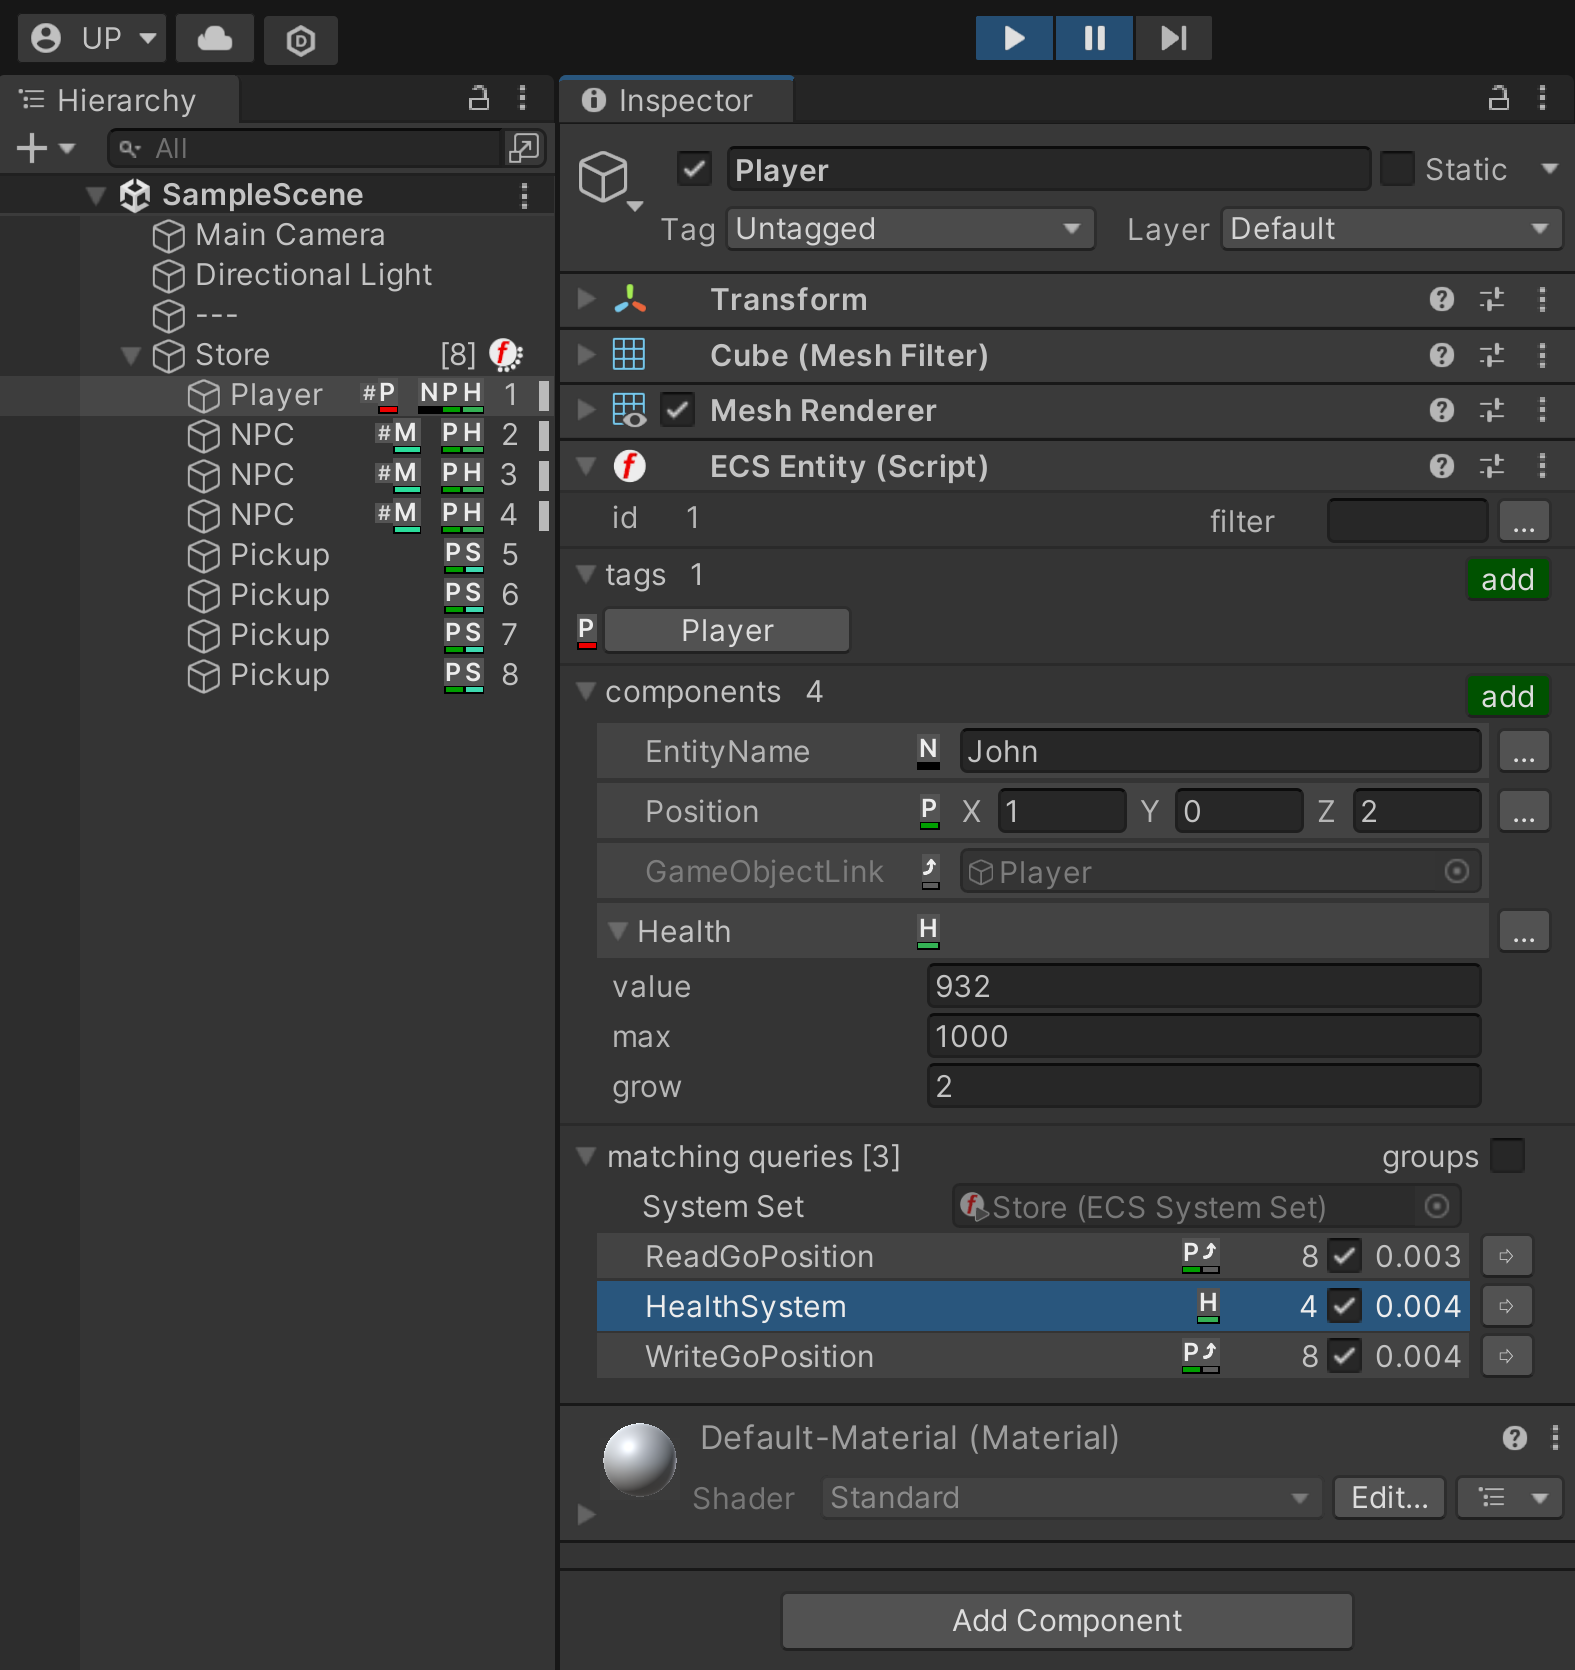 UP
Hierarchy
All
SampleScene
Main Camera
Directional Light
---
Store [8]
Player #P NPH 1
NPC #M PH 2
NPC #M PH 3
NPC #M PH 4
Pickup PS 5
Pickup PS 6
Pickup PS 7
Pickup PS 8
Inspector
Player Static
Tag Untagged Layer Default
Transform
Cube (Mesh Filter)
Mesh Renderer
ECS Entity (Script)
id 1 filter ...
tags 1 add
P Player
components 4 add
EntityName N John ...
Position P X 1 Y 0 Z 2 ...
GameObjectLink Player
Health H ...
value 932
max 1000
grow 2
matching queries [3] groups
System Set Store (ECS System Set)
ReadGoPosition P 8 0.003
HealthSystem H 4 0.004
WriteGoPosition P 8 0.004
Default-Material (Material)
Shader Standard Edit...
Add Component